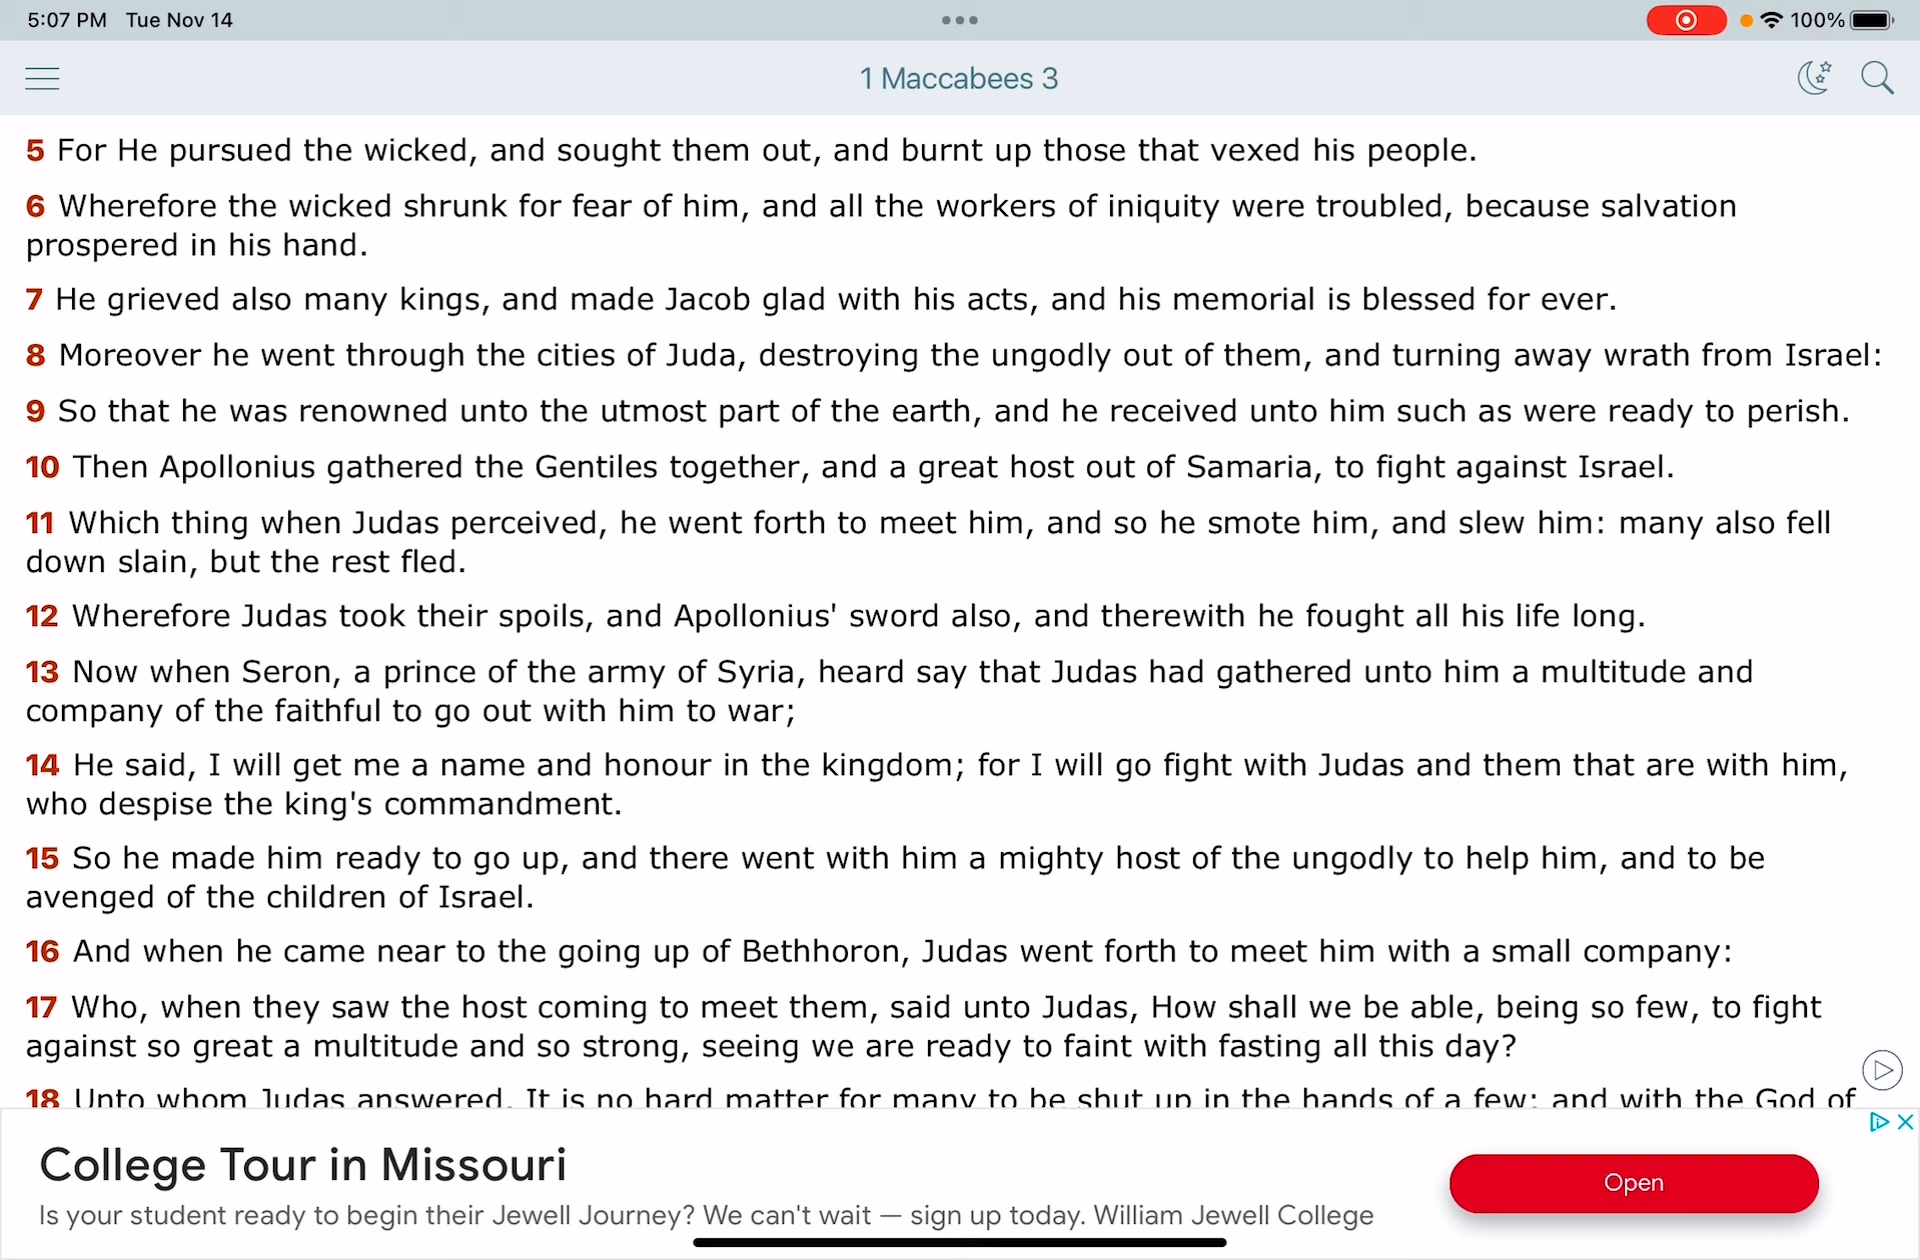 5:07 PM Tue Nov 14
100%
1 Maccabees 3
5 For He pursued the wicked, and sought them out, and burnt up those that vexed his people.
6 Wherefore the wicked shrunk for fear of him, and all the workers of iniquity were troubled, because salvation
prospered in his hand.
7 He grieved also many kings, and made Jacob glad with his acts, and his memorial is blessed for ever.
8 Moreover he went through the cities of Juda, destroying the ungodly out of them, and turning away wrath from Israel:
9 So that he was renowned unto the utmost part of the earth, and he received unto him such as were ready to perish.
10 Then Apollonius gathered the Gentiles together, and a great host out of Samaria, to fight against Israel.
11 Which thing when Judas perceived, he went forth to meet him, and so he smote him, and slew him: many also fell
down slain, but the rest fled.
12 Wherefore Judas took their spoils, and Apollonius' sword also, and therewith he fought all his life long.
13 Now when Seron, a prince of the army of Syria, heard say that Judas had gathered unto him a multitude and
company of the faithful to go out with him to war;
14 He said, I will get me a name and honour in the kingdom; for I will go fight with Judas and them that are with him,
who despise the king's commandment.
15 So he made him ready to go up, and there went with him a mighty host of the ungodly to help him, and to be
avenged of the children of Israel.
16 And when he came near to the going up of Bethhoron, Judas went forth to meet him with a small company:
17 Who, when they saw the host coming to meet them, said unto Judas, How shall we be able, being so few, to fight
against so great a multitude and so strong, seeing we are ready to faint with fasting all this day?
18 Unto whom Judas answered, It is no hard matter for many to be shut up in the hands of a few; and with the God of
College Tour in Missouri
Is your student ready to begin their Jewell Journey? We can't wait — sign up today. William Jewell College
Open